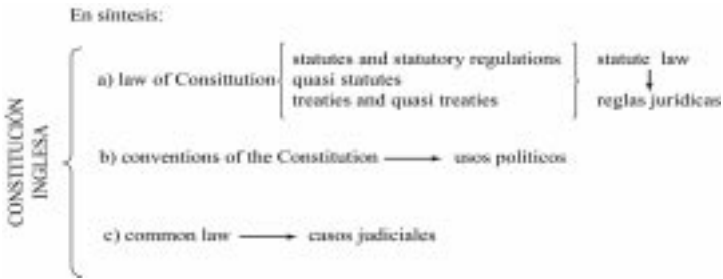 En síntesis:
CONSTITUCIÓN
INGLESA
a) law of Consittution
statutes and statutory regulations
quasi statutes
treaties and quasi treaties
statute law
reglas jurídicas
b) conventions of the Constitution
usos políticos
c) common law
casos judiciales